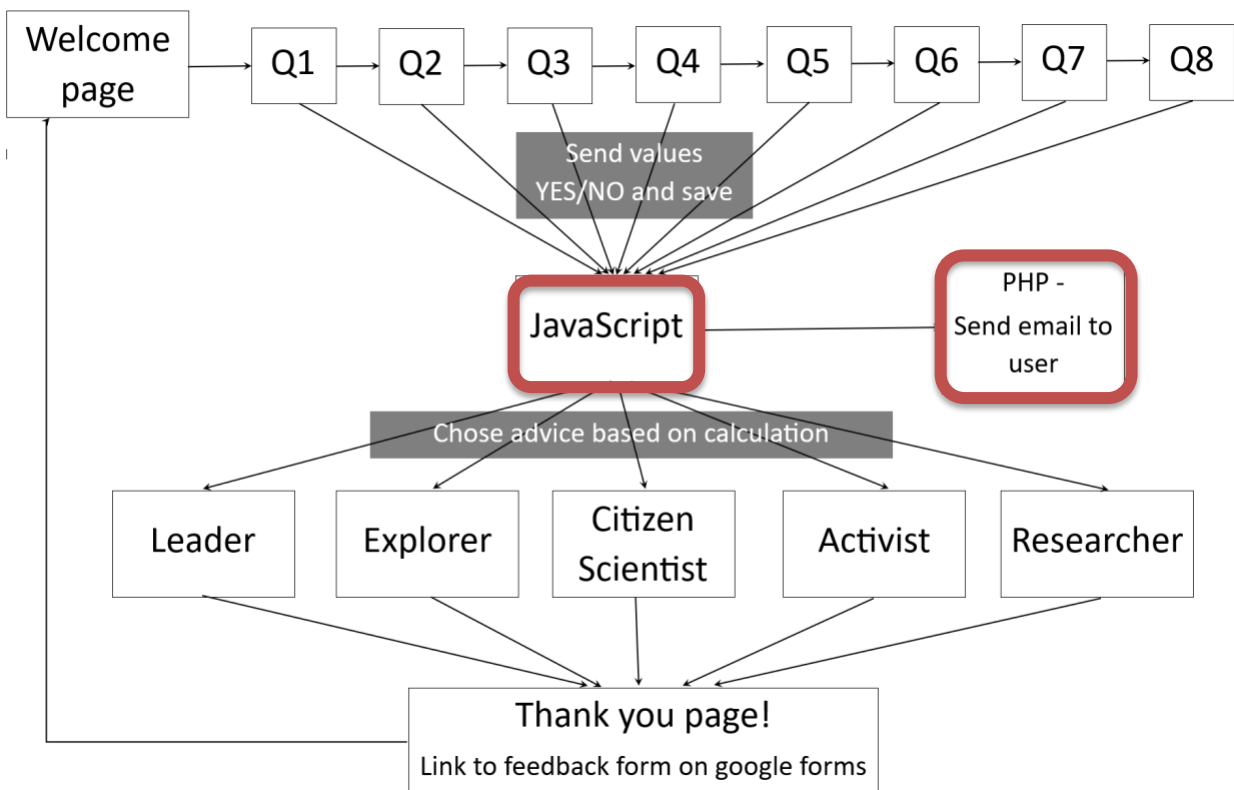 Welcome
page
Q1
Q2
Q3
Q4
Q5
Q6
Q7
Q8
Send values
YES/NO and save
JavaScript
PHP -
Send email to
user
Chose advice based on calculation
Leader
Explorer
Citizen
Scientist
Activist
Researcher
Thank you page!
Link to feedback form on google forms